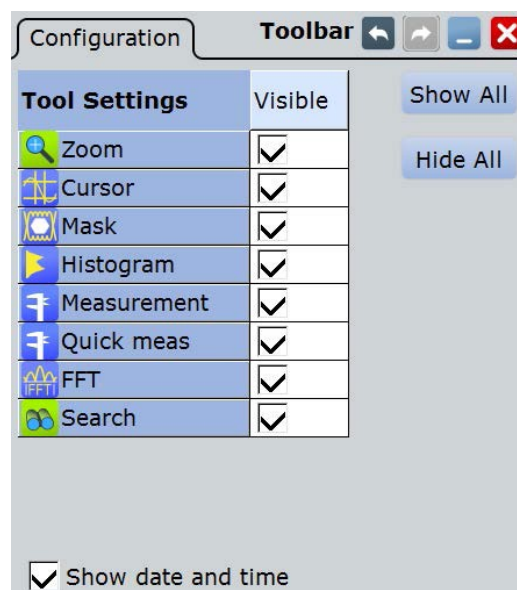 Configuration
Toolbar
Tool Settings Visible
Show All
Zoom
Hide All
Cursor
Mask
Histogram
Measurement
Quick meas
FFT
Search
Show date and time